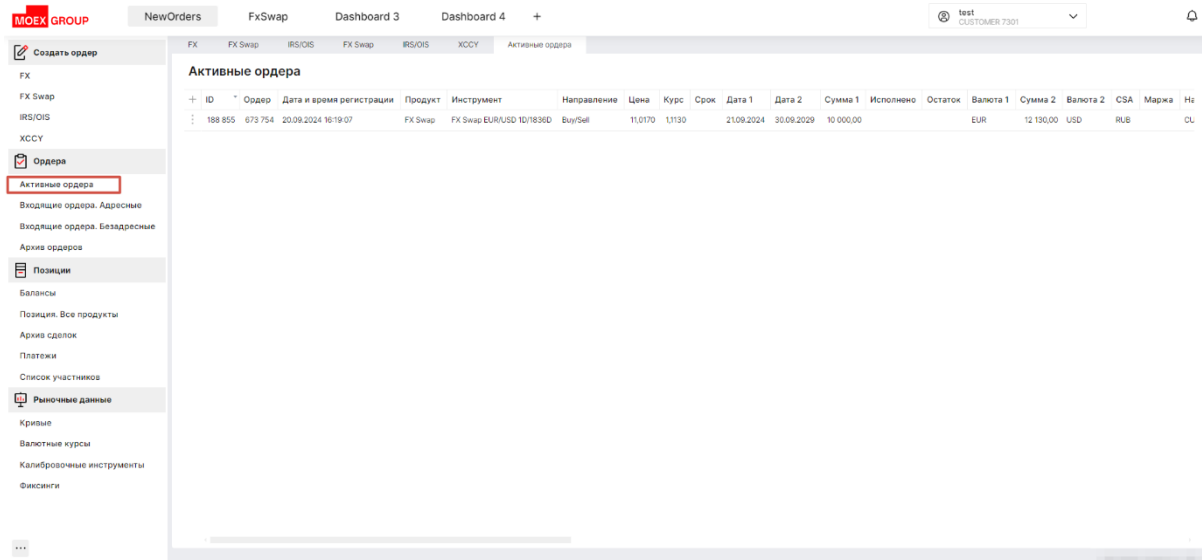 MOEX GROUP
NewOrders FxSwap Dashboard 3 Dashboard 4 +
test
CUSTOMER 7301
Создать ордер
FX
FX Swap
IRS/OIS
XCCY
Ордера
Активные ордера
Входящие ордера. Адресные
Входящие ордера. Безадресные
Архив ордеров
Позиции
Балансы
Позиция. Все продукты
Архив сделок
Платежи
Список участников
Рыночные данные
Кривые
Валютные курсы
Калибровочные инструменты
Фиксинги
FX FX Swap IRS/OIS FX Swap IRS/OIS XCCY Активные ордера
Активные ордера
ID Ордер Дата и время регистрации Продукт Инструмент Направление Цена Курс Срок Дата 1 Дата 2 Сумма 1 Исполнено Остаток Валюта 1 Сумма 2 Валюта 2 CSA Маржа На
188 855 673 754 20.09.2024 16:19:07 FX Swap FX Swap EUR/USD 1D/1836D Buy/Sell 11,0170 1,1130 21.09.2024 30.09.2029 10 000,00 EUR 12 130,00 USD RUB CU